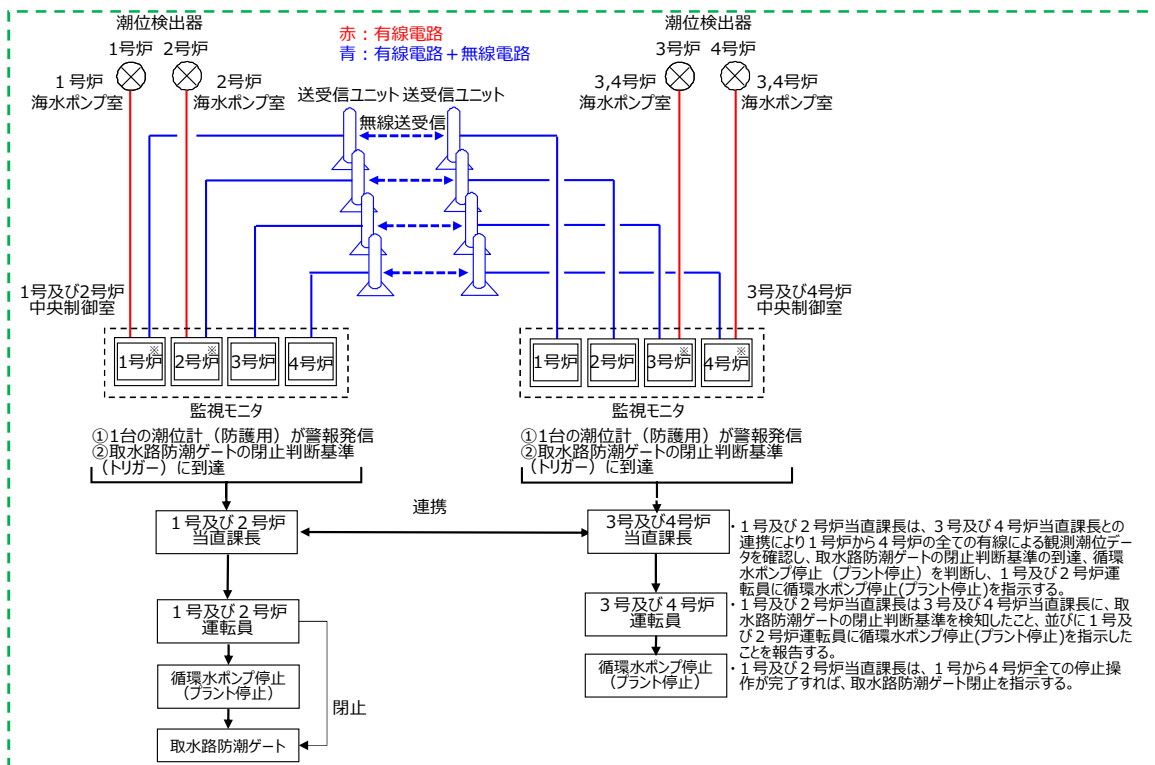 潮位検出器
1号炉 2号炉
1号炉
海水ポンプ室
2号炉
海水ポンプ室
赤：有線電路
青：有線電路＋無線電路
送受信ユニット 送受信ユニット
無線送受信
潮位検出器
3号炉 4号炉
3,4号炉
海水ポンプ室
3,4号炉
海水ポンプ室
1号及び2号炉
中央制御室
3号及び4号炉
中央制御室
1号炉※ 2号炉※ 3号炉 4号炉
監視モニタ
1号炉 2号炉 3号炉※ 4号炉※
監視モニタ
①1台の潮位計（防護用）が警報発信
②取水路防潮ゲートの閉止判断基準
（トリガー）に到達
①1台の潮位計（防護用）が警報発信
②取水路防潮ゲートの閉止判断基準
（トリガー）に到達
1号及び2号炉
当直課長
連携
3号及び4号炉
当直課長
1号及び2号炉
運転員
3号及び4号炉
運転員
循環水ポンプ停止
(プラント停止)
循環水ポンプ停止
(プラント停止)
閉止
取水路防潮ゲート
・1号及び2号炉当直課長は、3号及び4号炉当直課長との
連携により1号炉から4号炉の全ての有線による観測潮位デー
タを確認し、取水路防潮ゲートの閉止判断基準の到達、循環
水ポンプ停止（プラント停止）を判断し、1号及び2号炉運
転員に循環水ポンプ停止(プラント停止)を指示する。
・1号及び2号炉当直課長は3号及び4号炉当直課長に、取
水路防潮ゲートの閉止判断基準を検知したこと、並びに1号及
び2号炉運転員に循環水ポンプ停止(プラント停止)を指示した
ことを報告する。
・1号及び2号炉当直課長は、1号から4号炉全ての停止操
作が完了すれば、取水路防潮ゲート閉止を指示する。